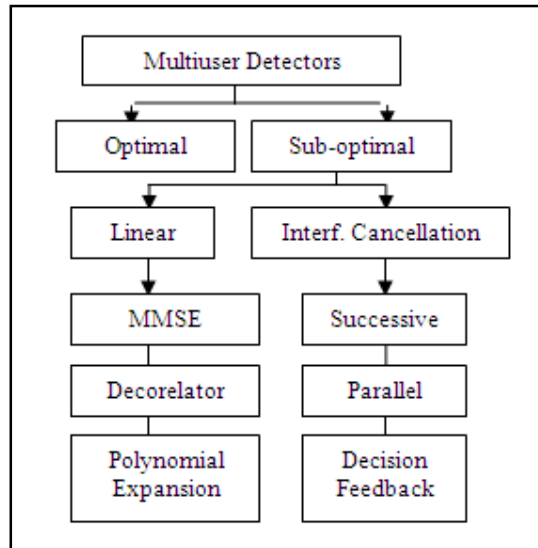 Multiuser Detectors
Optimal
Sub-optimal
Linear
Interf. Cancellation
MMSE
Successive
Decorelator
Parallel
Polynomial
Expansion
Decision
Feedback